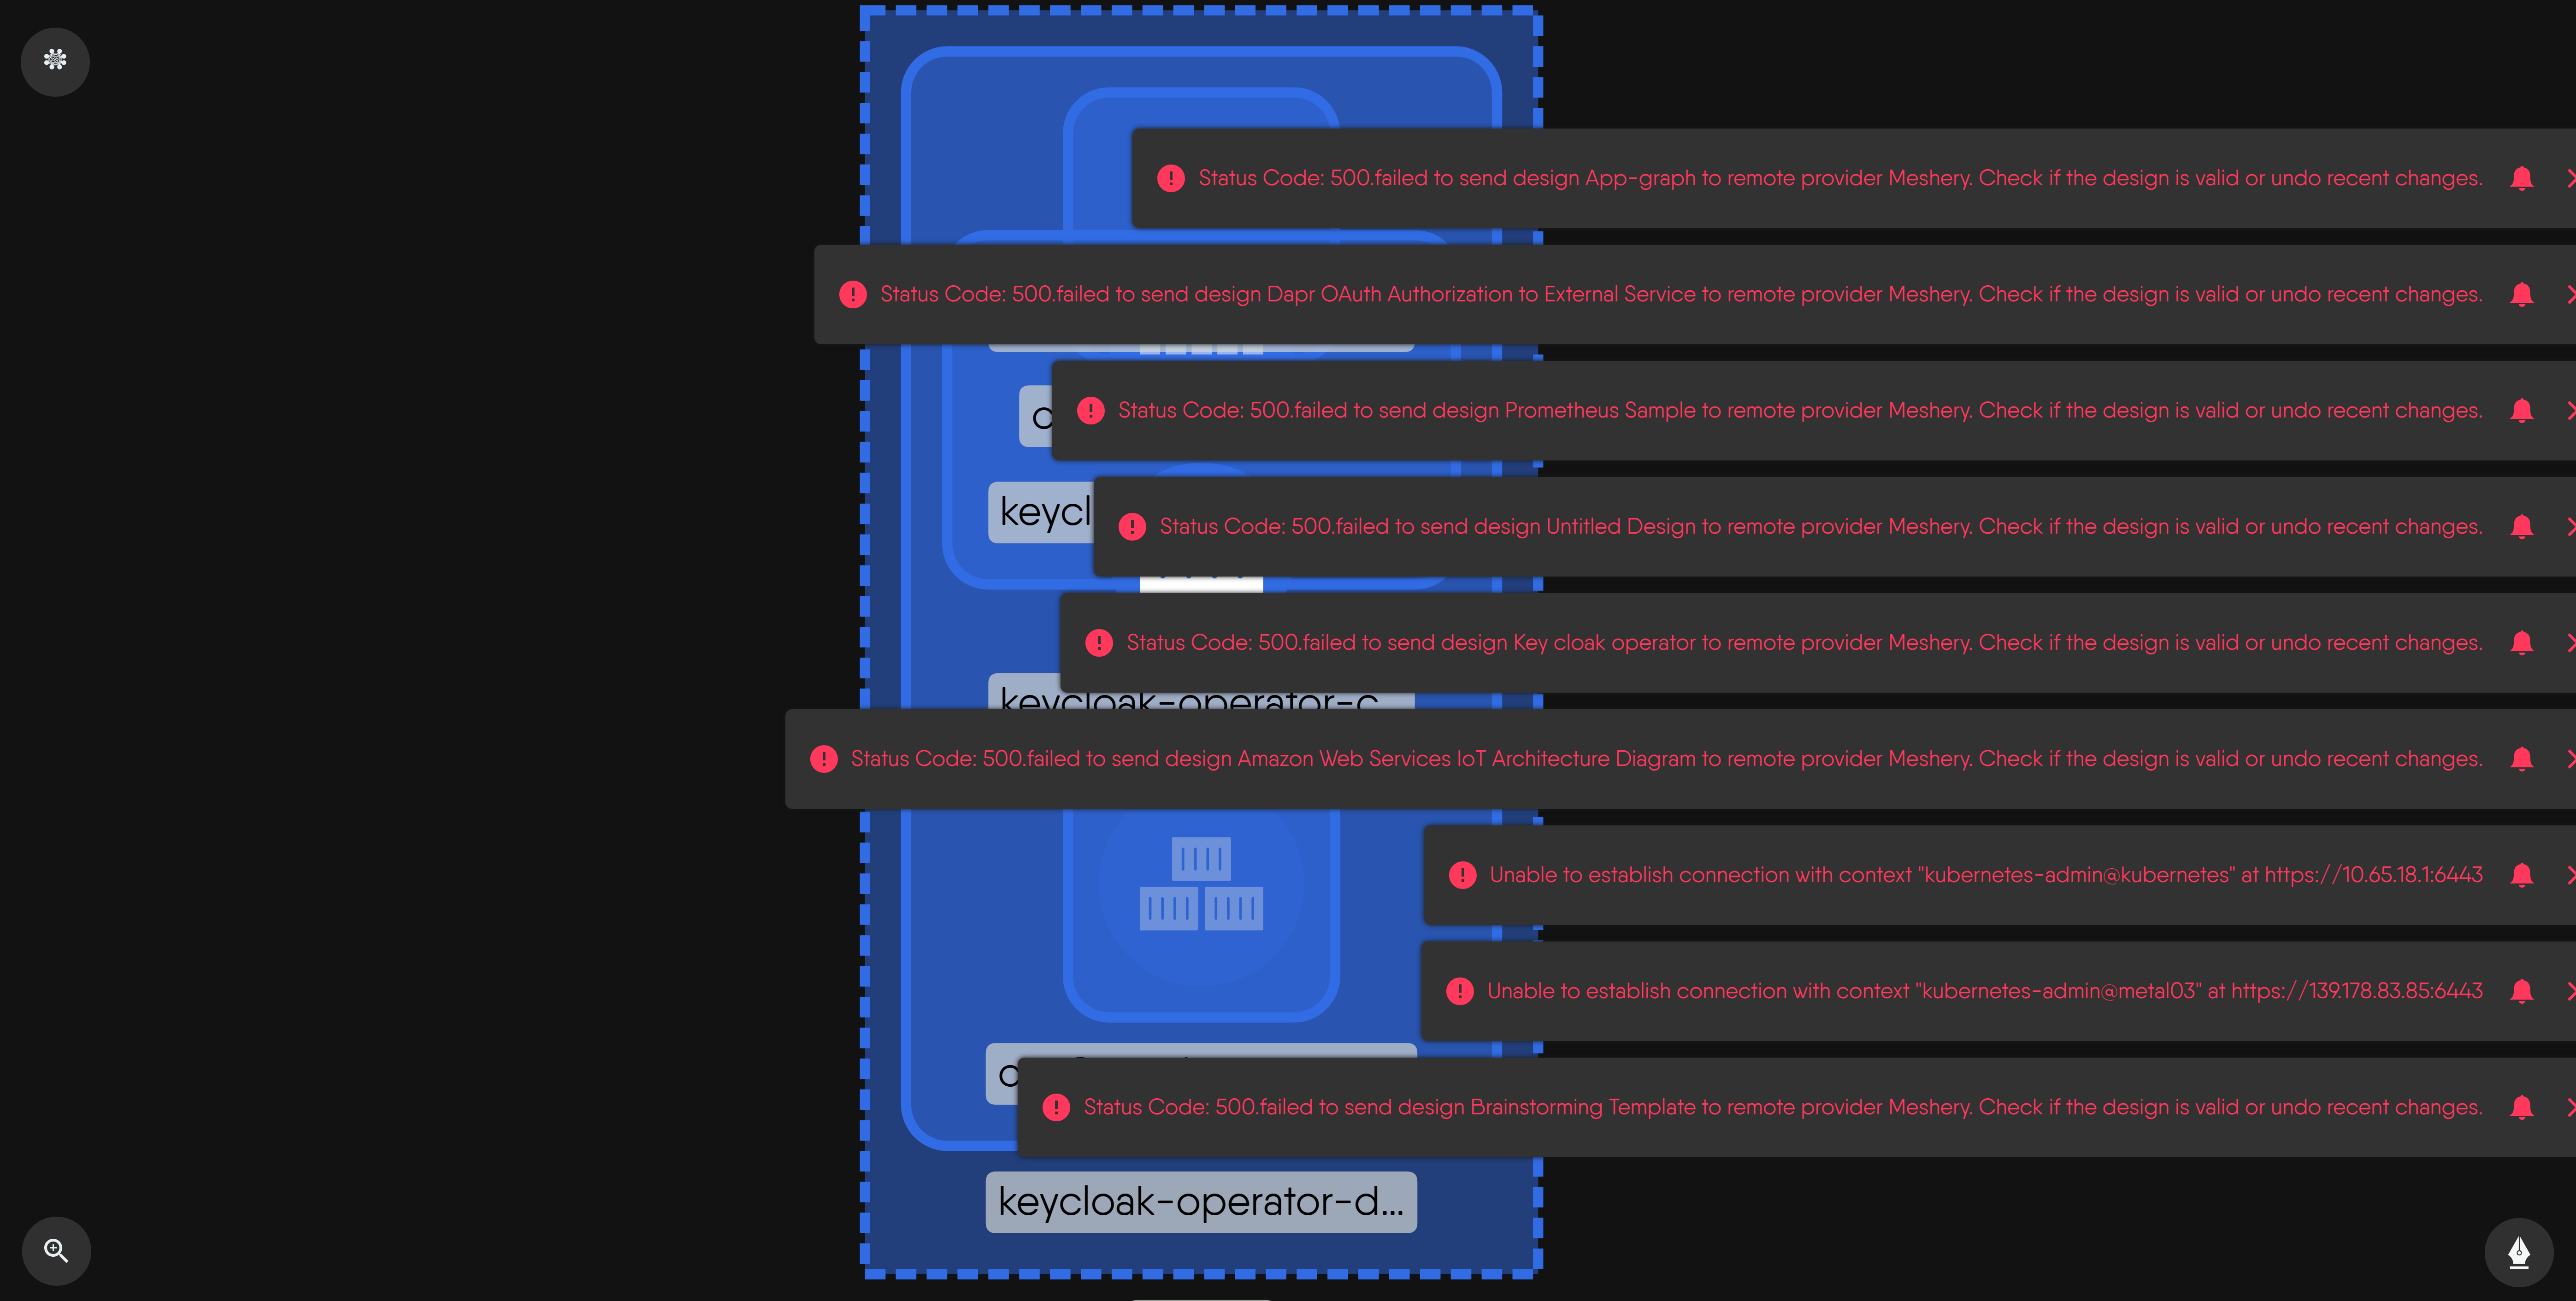 Status Code: 500.failed to send design App-graph to remote provider Meshery. Check if the design is valid or undo recent changes.
Status Code: 500.failed to send design Dapr OAuth Authorization to External Service to remote provider Meshery. Check if the design is valid or undo recent changes.
Status Code: 500.failed to send design Prometheus Sample to remote provider Meshery. Check if the design is valid or undo recent changes.
keycl
Status Code: 500.failed to send design Untitled Design to remote provider Meshery. Check if the design is valid or undo recent changes.
Status Code: 500.failed to send design Key cloak operator to remote provider Meshery. Check if the design is valid or undo recent changes.
keycloak-operator-c
Status Code: 500.failed to send design Amazon Web Services IoT Architecture Diagram to remote provider Meshery. Check if the design is valid or undo recent changes.
Unable to establish connection with context "kubernetes-admin@kubernetes" at https://10.65.18.1:6443
Unable to establish connection with context "kubernetes-admin@metal03" at https://139.178.83.85:6443
Status Code: 500.failed to send design Brainstorming Template to remote provider Meshery. Check if the design is valid or undo recent changes.
keycloak-operator-d...